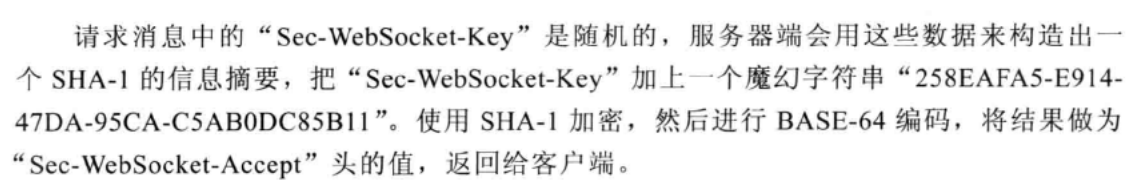 请求消息中的“Sec-WebSocket-Key”是随机的，服务器端会用这些数据来构造出一
个 SHA-1 的信息摘要，把“Sec-WebSocket-Key”加上一个魔幻字符串“258EAFA5-E914-
47DA-95CA-C5AB0DC85B11”。使用 SHA-1 加密，然后进行 BASE-64 编码，将结果做为
“Sec-WebSocket-Accept”头的值，返回给客户端。